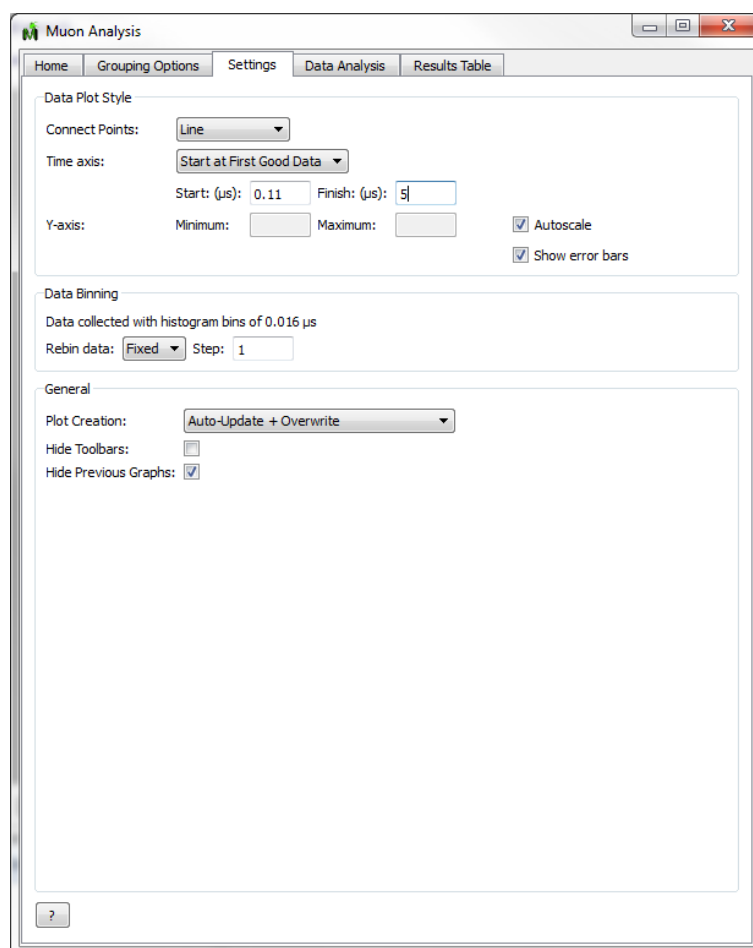 Muon Analysis
Home Grouping Options Settings Data Analysis Results Table
Data Plot Style
Connect Points: Line
Time axis: Start at First Good Data
Start: (µs): 0.11 Finish: (µs): 5
Y-axis: Minimum: Maximum: Autoscale
Show error bars
Data Binning
Data collected with histogram bins of 0.016 µs
Rebin data: Fixed Step: 1
General
Plot Creation: Auto-Update + Overwrite
Hide Toolbars:
Hide Previous Graphs:
?